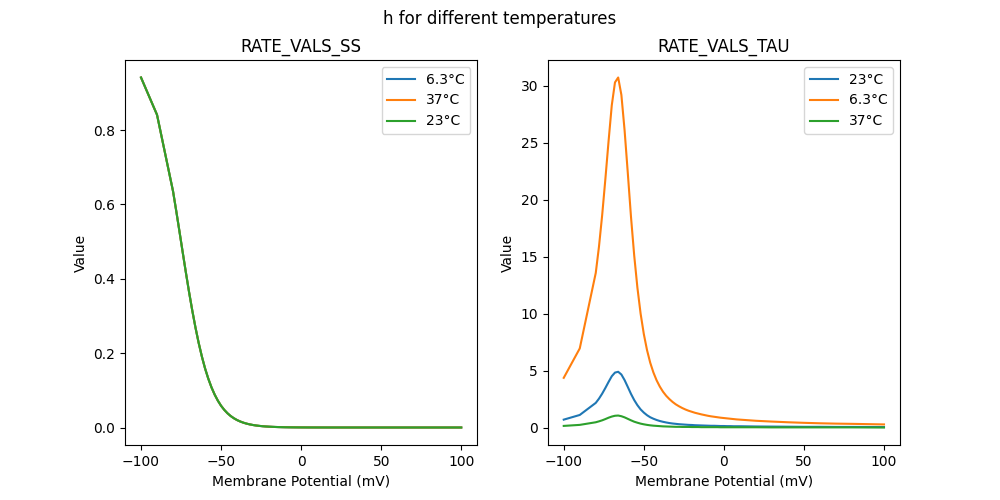 h for different temperatures
RATE_VALS_SS
RATE_VALS_TAU
6.3°C
37°C
23°C
23°C
6.3°C
37°C
Value
0.8
0.6
0.4
0.2
0.0
−100
−50
0
50
100
Membrane Potential (mV)
Value
30
25
20
15
10
5
0
−100
−50
0
50
100
Membrane Potential (mV)